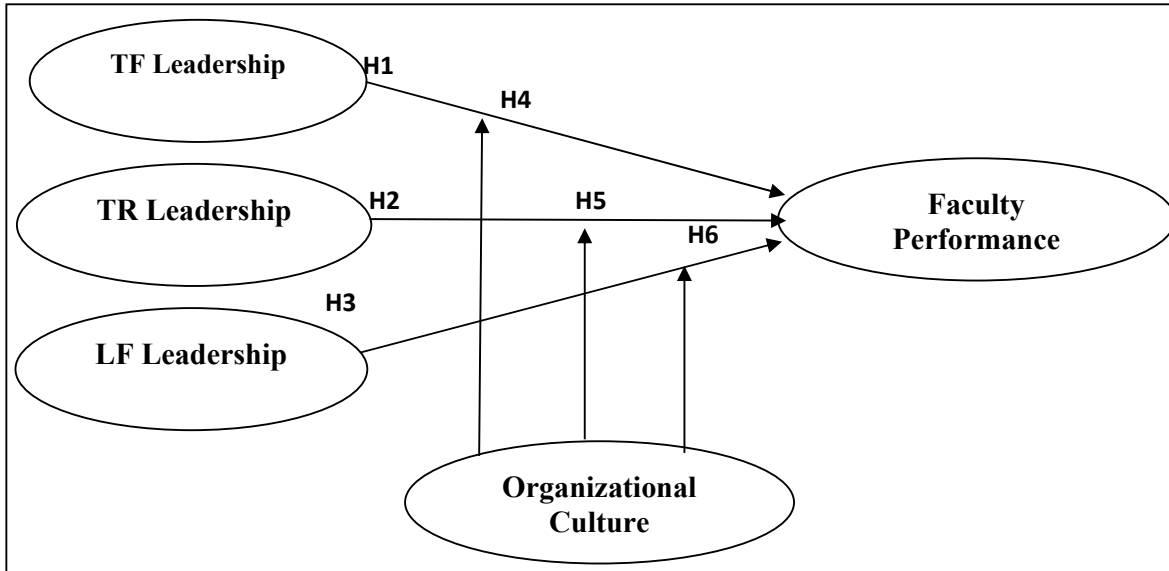 TF Leadership
H1
H4
TR Leadership
H2
H5
H6
Faculty
Performance
H3
LF Leadership
Organizational
Culture